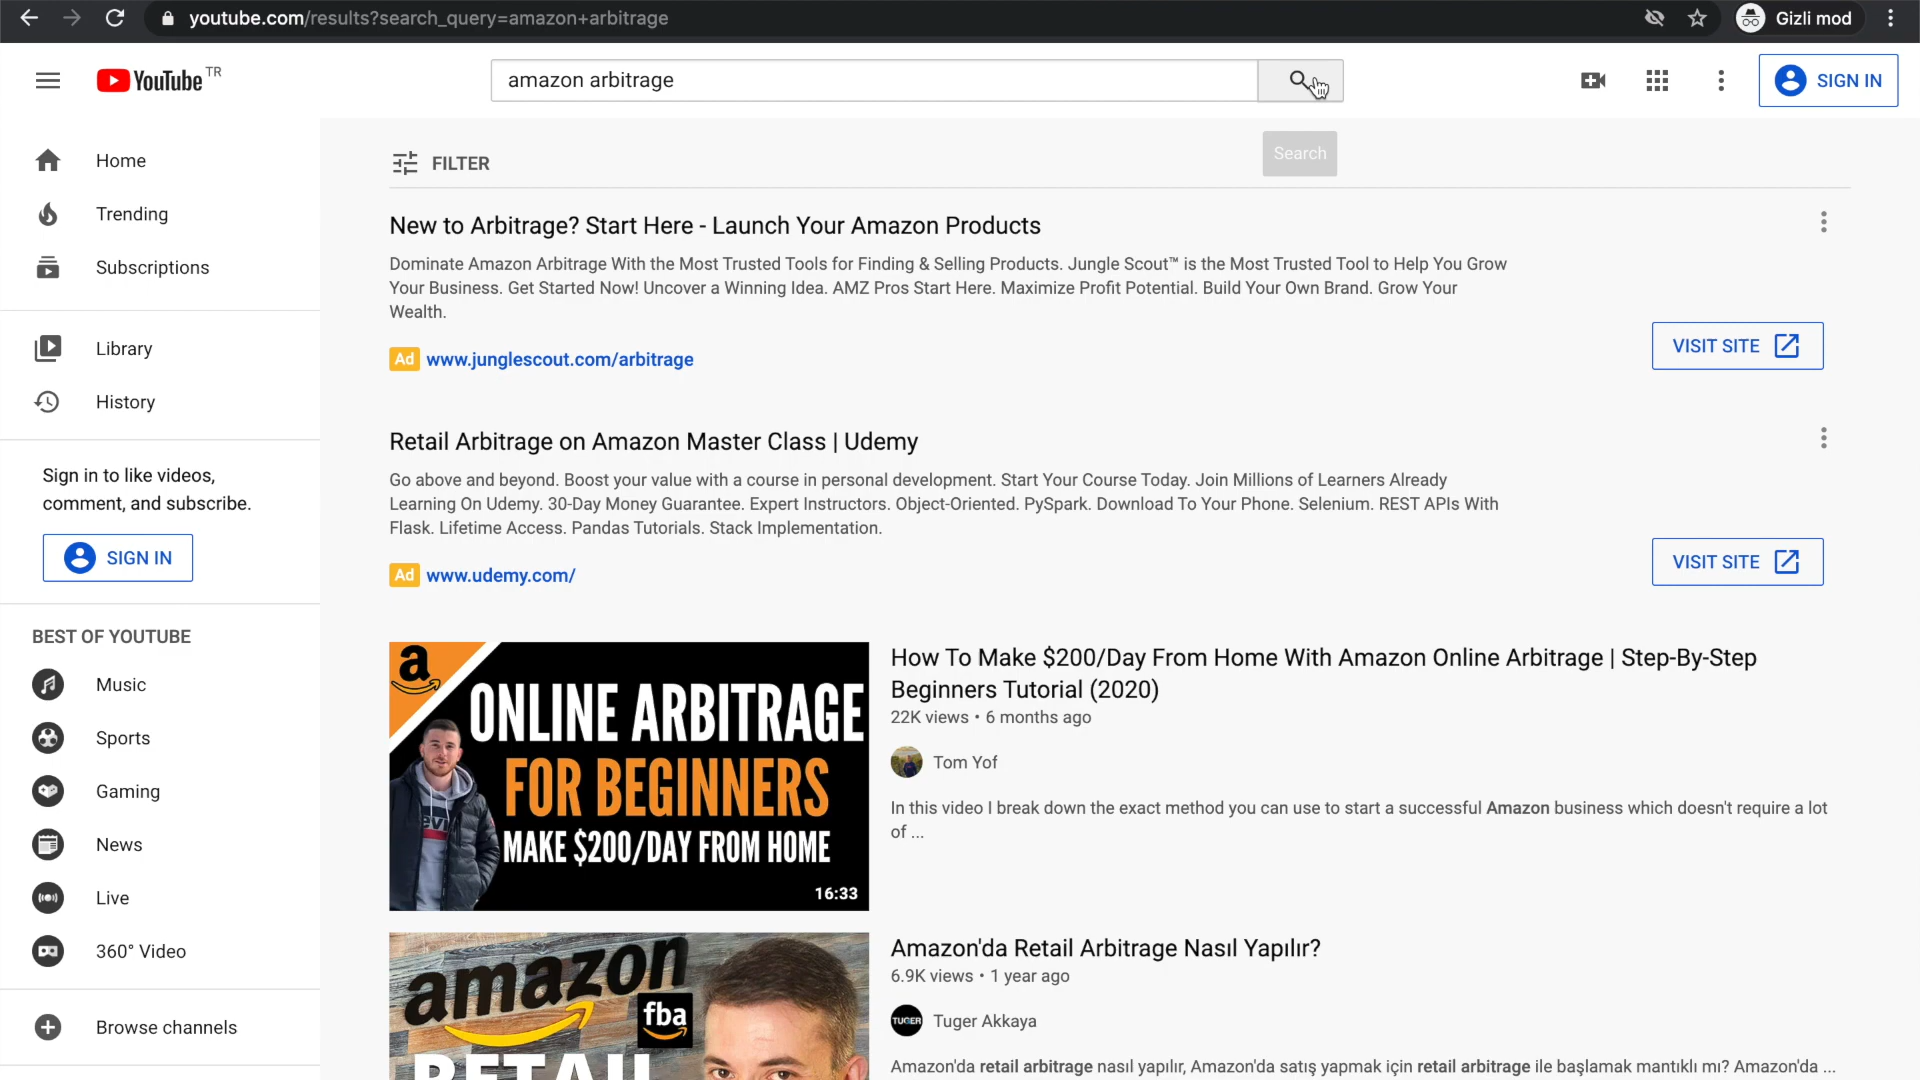 youtube.com/results?search_query=amazon+arbitrage
Gizli mod
YouTube TR
amazon arbitrage
SIGN IN
Search
Home
Trending
Subscriptions
Library
History
Sign in to like videos,
comment, and subscribe.
SIGN IN
BEST OF YOUTUBE
Music
Sports
Gaming
News
Live
360° Video
Browse channels
FILTER
New to Arbitrage? Start Here - Launch Your Amazon Products
Dominate Amazon Arbitrage With the Most Trusted Tools for Finding & Selling Products. Jungle Scout™ is the Most Trusted Tool to Help You Grow
Your Business. Get Started Now! Uncover a Winning Idea. AMZ Pros Start Here. Maximize Profit Potential. Build Your Own Brand. Grow Your
Wealth.
Ad www.junglescout.com/arbitrage
VISIT SITE
Retail Arbitrage on Amazon Master Class | Udemy
Go above and beyond. Boost your value with a course in personal development. Start Your Course Today. Join Millions of Learners Already
Learning On Udemy. 30-Day Money Guarantee. Expert Instructors. Object-Oriented. PySpark. Download To Your Phone. Selenium. REST APIs With
Flask. Lifetime Access. Pandas Tutorials. Stack Implementation.
Ad www.udemy.com/
VISIT SITE
a
ONLINE ARBITRAGE
FOR BEGINNERS
MAKE $200/DAY FROM HOME
16:33
How To Make $200/Day From Home With Amazon Online Arbitrage | Step-By-Step
Beginners Tutorial (2020)
22K views • 6 months ago
Tom Yof
In this video I break down the exact method you can use to start a successful Amazon business which doesn't require a lot
of ...
amazon
fba
RETAIL
Amazon'da Retail Arbitrage Nasıl Yapılır?
6.9K views • 1 year ago
TUGER
Tuger Akkaya
Amazon'da retail arbitrage nasıl yapılır, Amazon'da satış yapmak için retail arbitrage ile başlamak mantıklı mı? Amazon'da ...